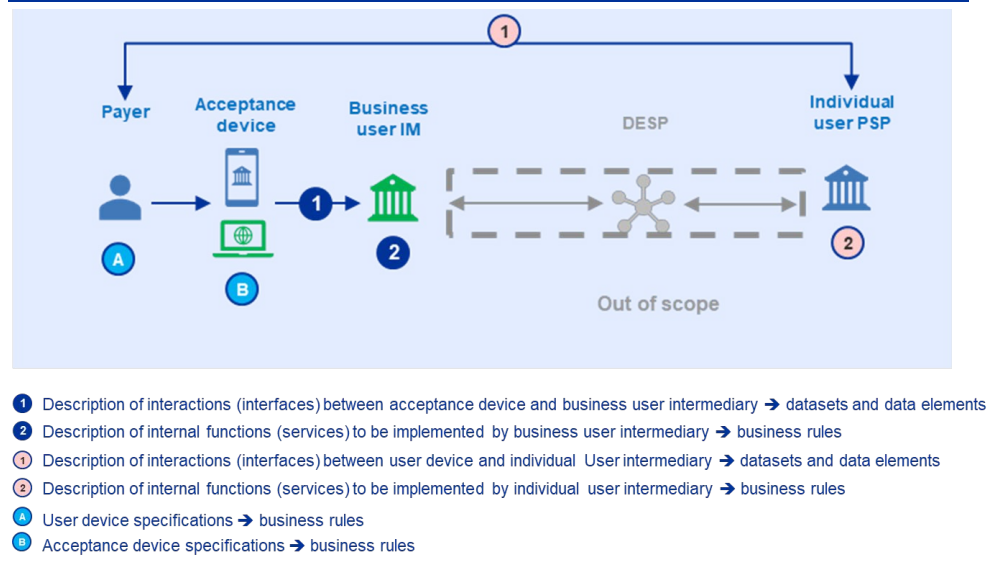 1
Payer
Acceptance
device
Business
user IM
DESP
Individual
user PSP
1
A
B
2
2
Out of scope
1 Description of interactions (interfaces) between acceptance device and business user intermediary ➔ datasets and data elements
2 Description of internal functions (services) to be implemented by business user intermediary ➔ business rules
1 Description of interactions (interfaces) between user device and individual User intermediary ➔ datasets and data elements
2 Description of internal functions (services) to be implemented by individual user intermediary ➔ business rules
A User device specifications ➔ business rules
B Acceptance device specifications ➔ business rules